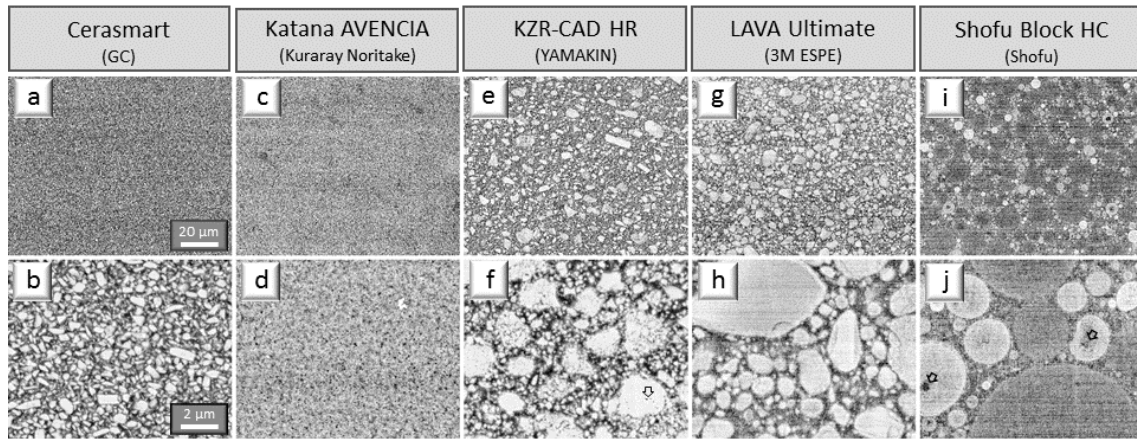 Cerasmart
(GC)
Katana AVENCIA
(Kuraray Noritake)
KZR-CAD HR
(YAMAKIN)
LAVA Ultimate
(3M ESPE)
Shofu Block HC
(Shofu)
a
c
e
g
i
20 µm
b
d
f
h
j
2 µm